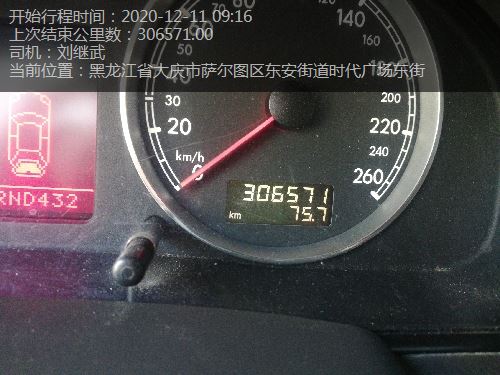 开始行程时间：2020-12-11 09:16
上次结束公里数：306571.00
司机：刘继武
当前位置：黑龙江省大庆市萨尔图区东安街道时代广场东街
60
180
30
200
20
220
km/h
240
0
260
RND432
306571
km 75.7